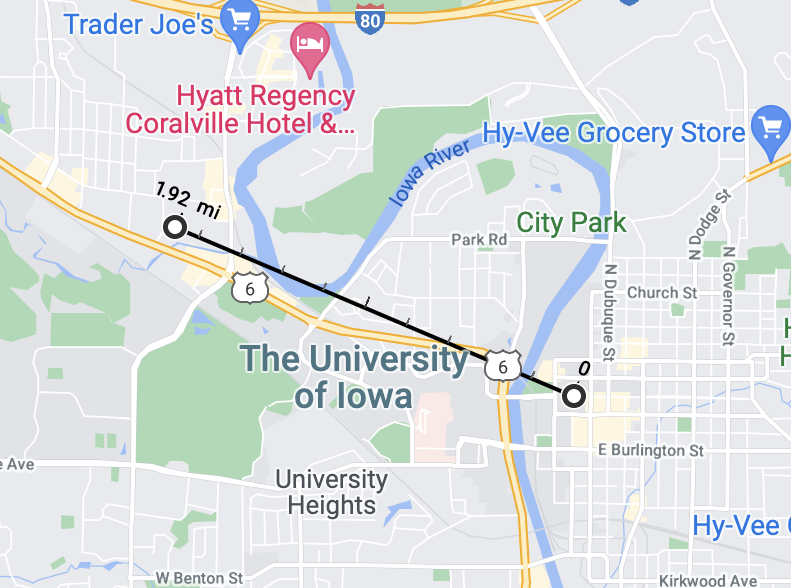 80
Trader Joe's
Hyatt Regency
Coralville Hotel &...
Hy-Vee Grocery Store
Iowa River
1.92 mi
City Park
Park Rd
N Dodge St
N Governor St
N Dubuque St
Church St
6
The University
of Iowa
6
0
H
H
E Burlington St
e Ave
University
Heights
Hy-Vee G
W Benton St
Kirkwood Ave